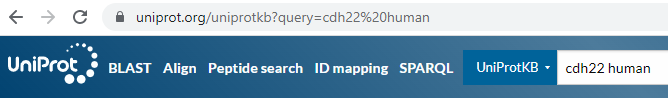 uniprot.org/uniprotkb?query=cdh22%20human
UniProt BLAST Align Peptide search ID mapping SPARQL UniProtKB cdh22 human